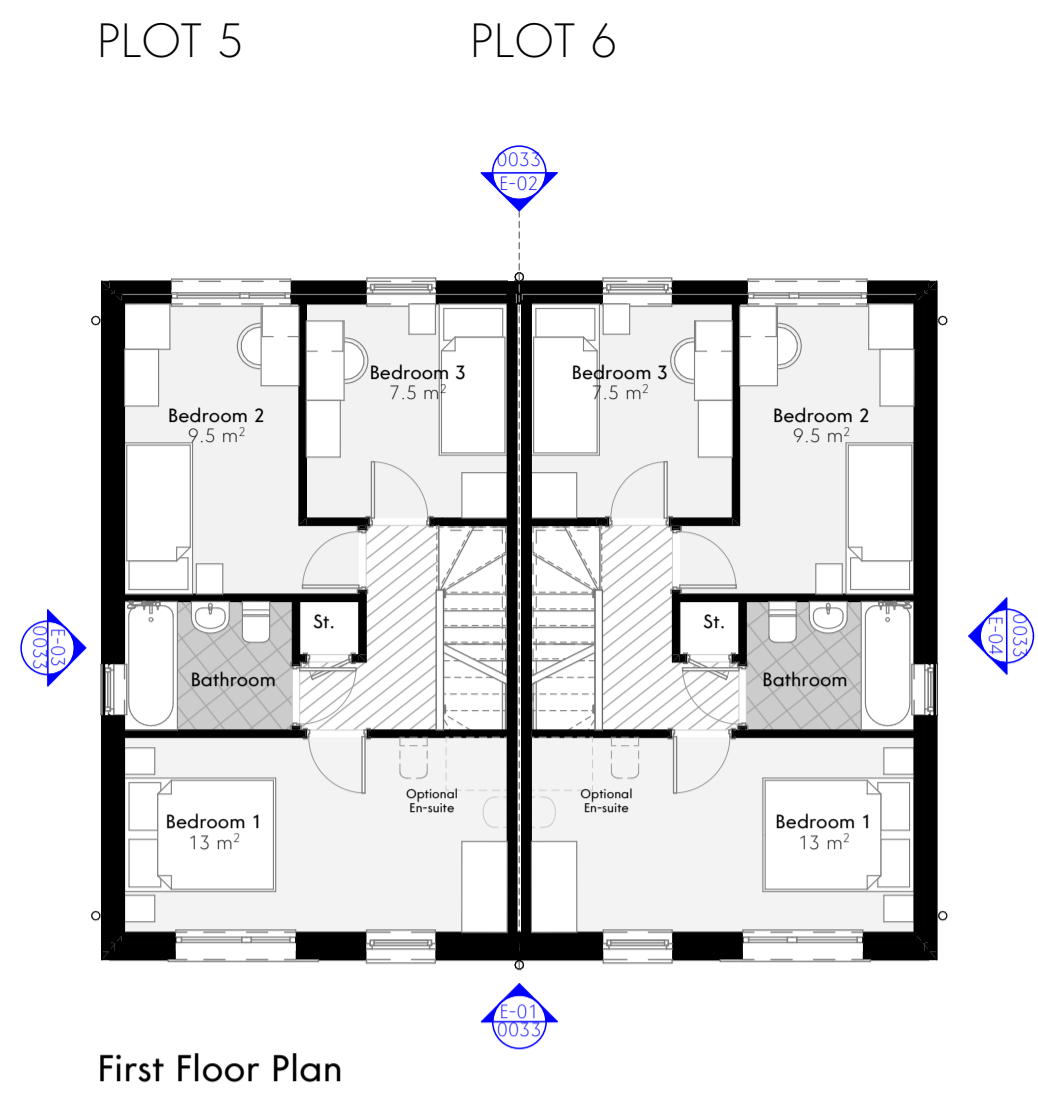 PLOT 5
PLOT 6
0033
E-02
Bedroom 3
7.5 m²
Bedroom 3
7.5 m²
Bedroom 2
9.5 m²
Bedroom 2
9.5 m²
St.
St.
E-03
0033
0033
E-04
Bathroom
Bathroom
Optional
En-suite
Optional
En-suite
Bedroom 1
13 m²
Bedroom 1
13 m²
E-01
0033
First Floor Plan